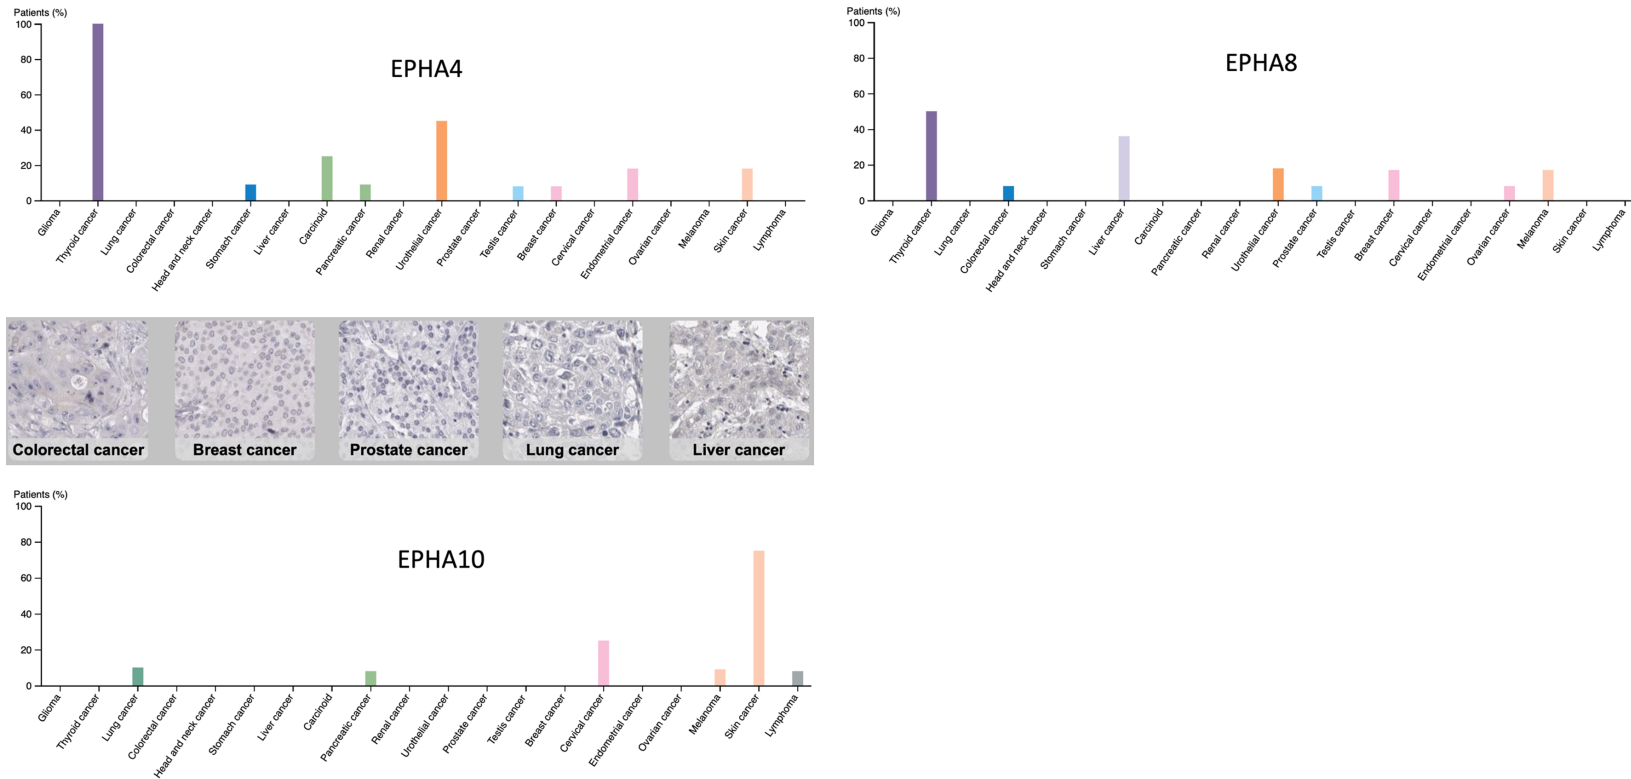 Patients (%)
EPHA4
100
80
60
40
20
0
Glioma
Thyroid cancer
Lung cancer
Colorectal cancer
Head and neck cancer
Stomach cancer
Liver cancer
Carcinoid
Pancreatic cancer
Renal cancer
Urothelial cancer
Prostate cancer
Testis cancer
Breast cancer
Cervical cancer
Endometrial cancer
Ovarian cancer
Melanoma
Skin cancer
Lymphoma
Patients (%)
EPHA8
100
80
60
40
20
0
Glioma
Thyroid cancer
Lung cancer
Colorectal cancer
Head and neck cancer
Stomach cancer
Liver cancer
Carcinoid
Pancreatic cancer
Renal cancer
Urothelial cancer
Prostate cancer
Testis cancer
Breast cancer
Cervical cancer
Endometrial cancer
Ovarian cancer
Melanoma
Skin cancer
Lymphoma
Colorectal cancer
Breast cancer
Prostate cancer
Lung cancer
Liver cancer
Patients (%)
EPHA10
100
80
60
40
20
0
Glioma
Thyroid cancer
Lung cancer
Colorectal cancer
Head and neck cancer
Stomach cancer
Liver cancer
Carcinoid
Pancreatic cancer
Renal cancer
Urothelial cancer
Prostate cancer
Testis cancer
Breast cancer
Cervical cancer
Endometrial cancer
Ovarian cancer
Melanoma
Skin cancer
Lymphoma